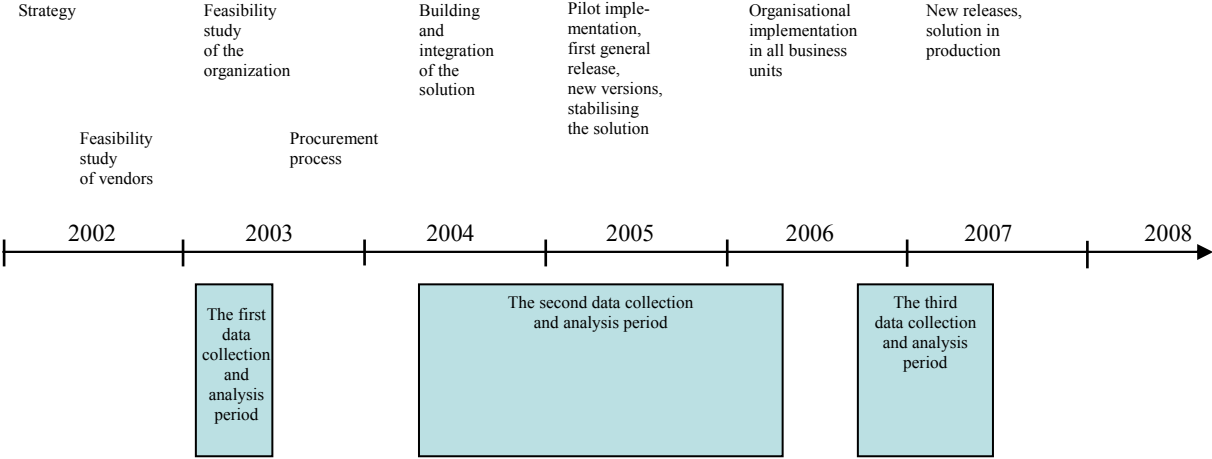 Strategy
Feasibility
study
of the
organization
Building
and
integration
of the
solution
Pilot imple-
mentation,
first general
release,
new versions,
stabilising
the solution
Organisational
implementation
in all business
units
New releases,
solution in
production
Feasibility
study
of vendors
Procurement
process
2002
2003
2004
2005
2006
2007
2008
The first
data
collection
and
analysis
period
The second data collection
and analysis period
The third
data collection
and analysis
period